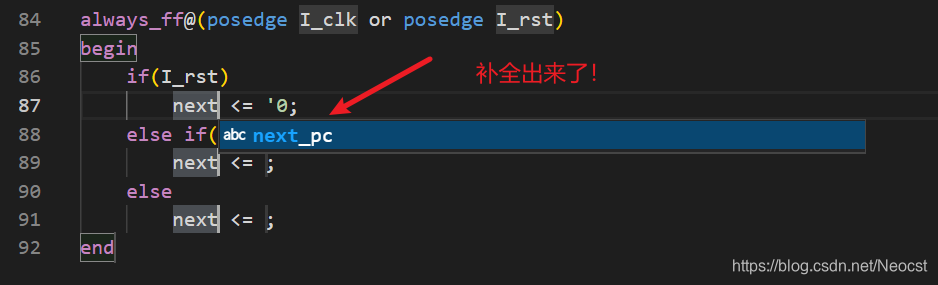 84 always_ff@(posedge I_clk or posedge I_rst)
85 begin
86 if(I_rst)
补全出来了!
87 next <= '0;
88 else if(
abc next_pc
89 next <= ;
90 else
91 next <= ;
92 end
https://blog.csdn.net/Neocst